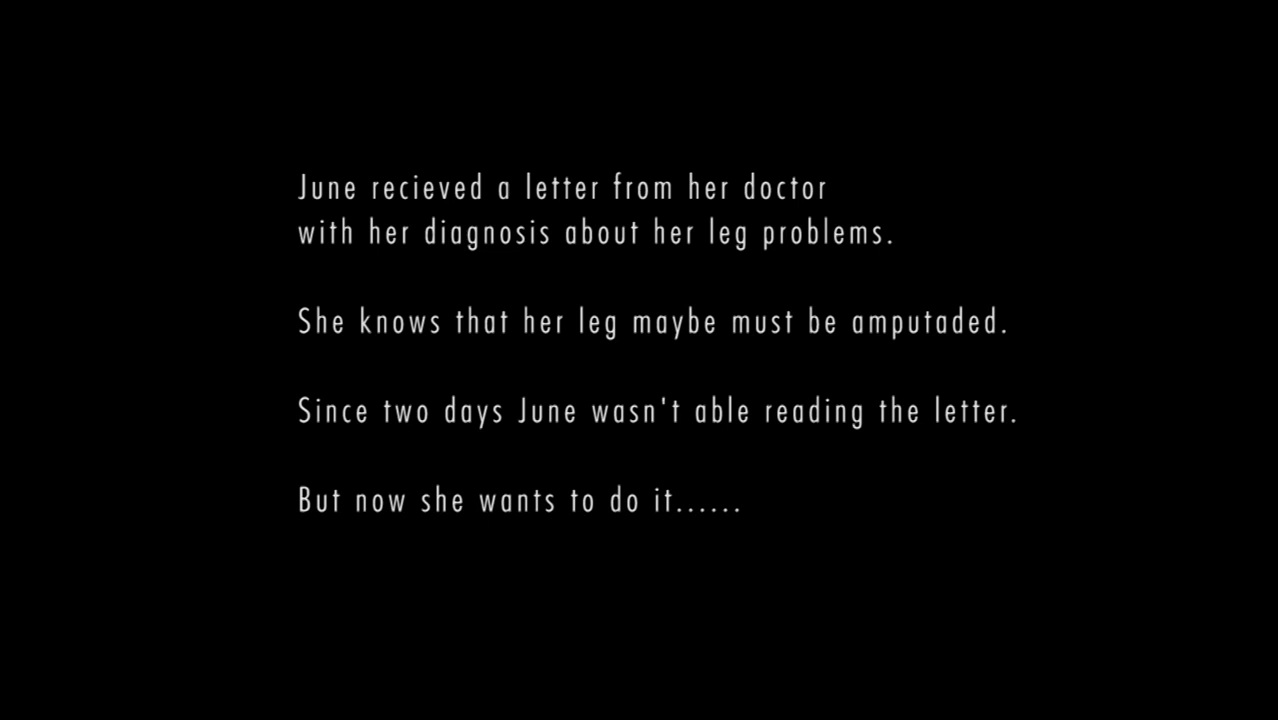 June recieved a letter from her doctor
with her diagnosis about her leg problems.
She knows that her leg maybe must be amputaded.
Since two days June wasn't able reading the letter.
But now she wants to do it......